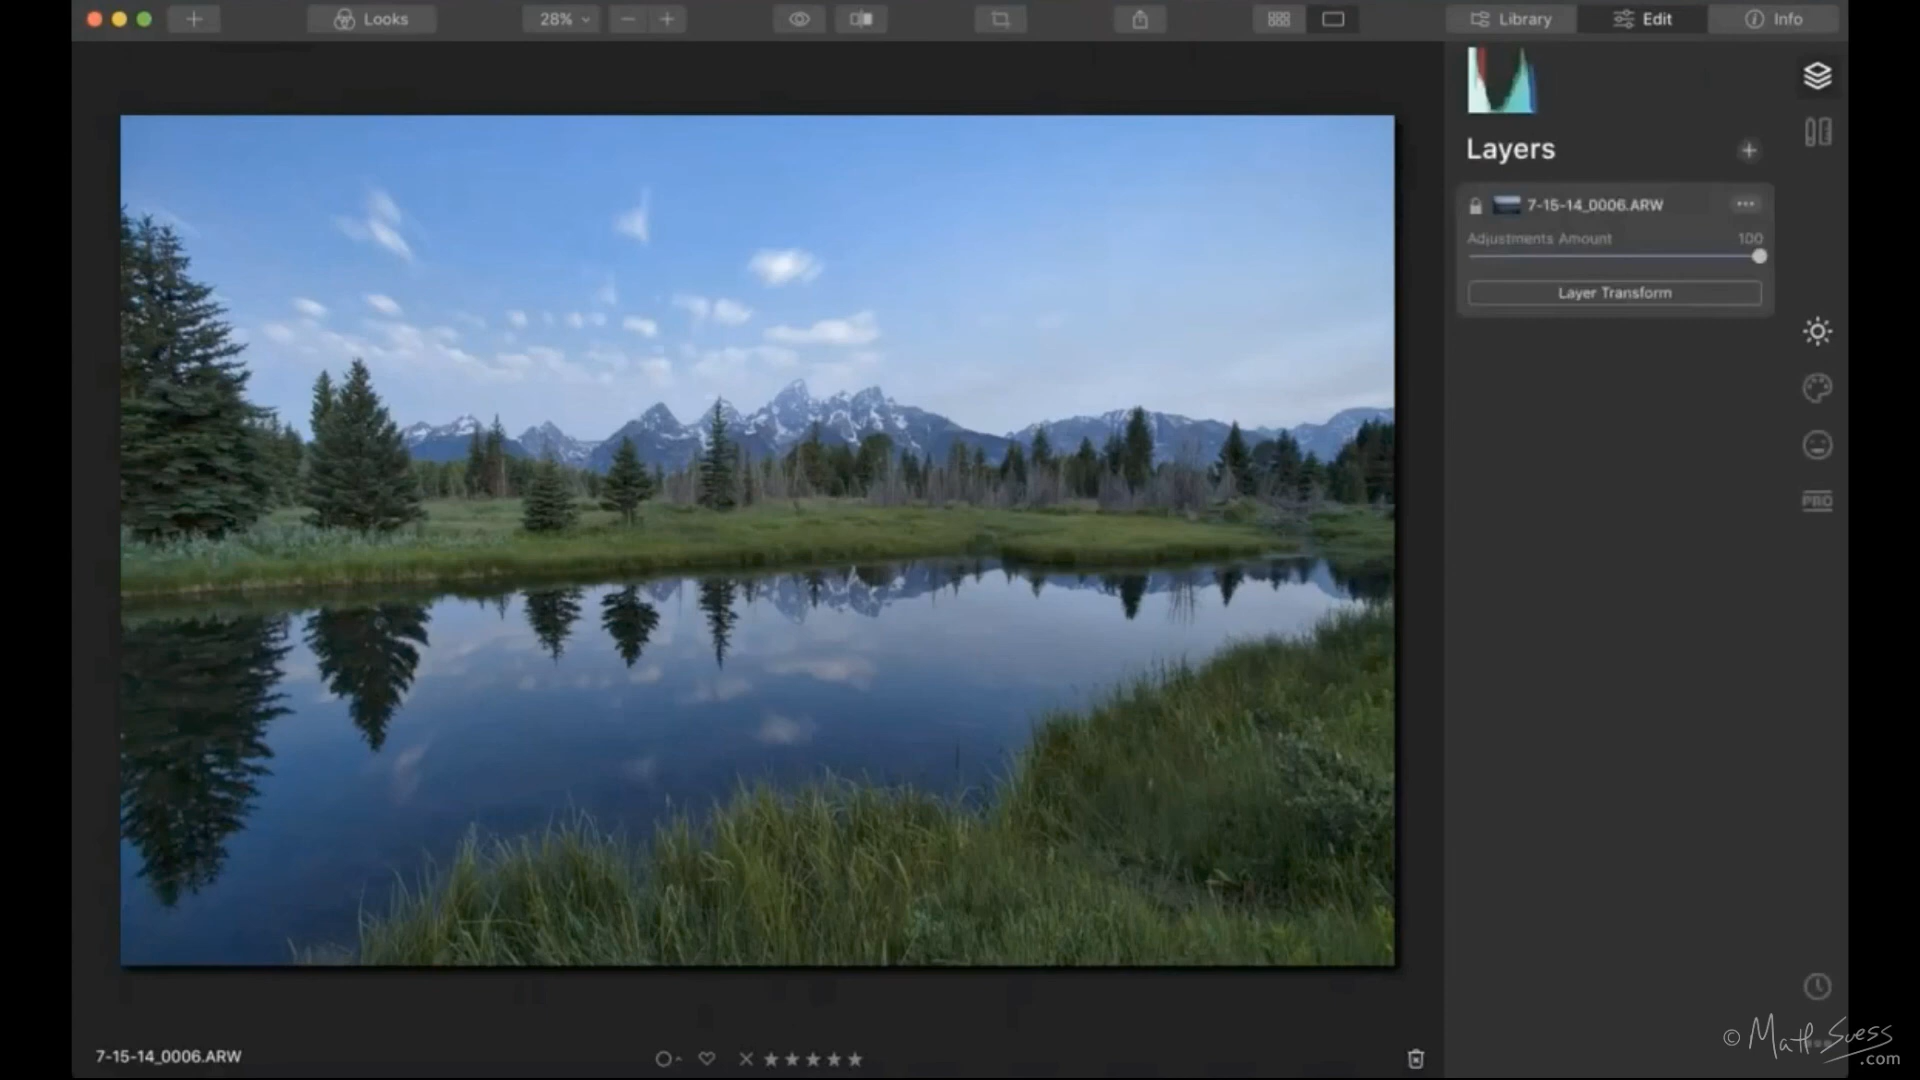 Looks
28%
Library
Edit
Info
Layers
7-15-14_0006.ARW
Adjustments Amount
100
Layer Transform
PRO
7-15-14_0006.ARW
© Matt Suess
.com